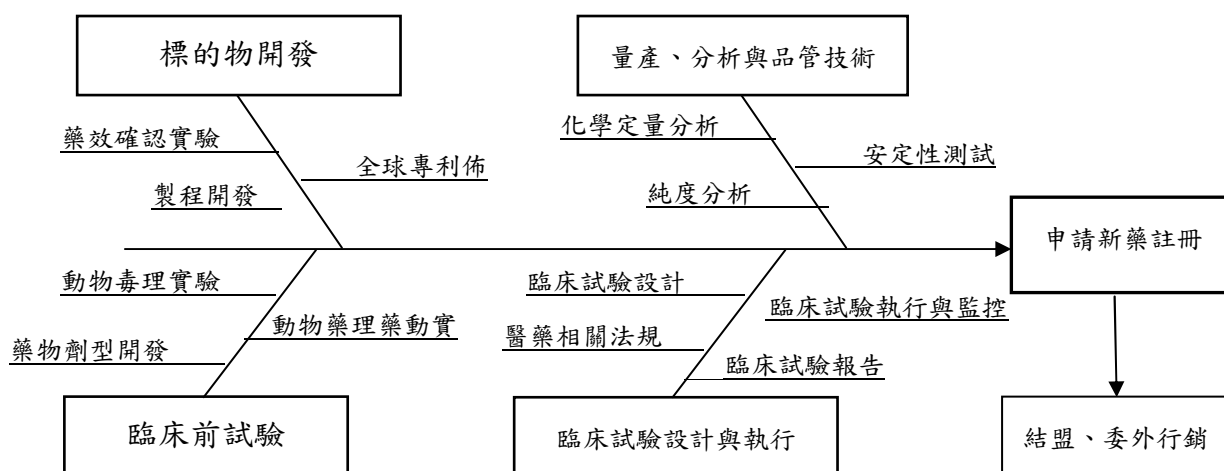 標的物開發
量產、分析與品管技術
藥效確認實驗
化學定量分析
全球專利佈
安定性測試
製程開發
純度分析
申請新藥註冊
動物毒理實驗
臨床試驗設計
臨床試驗執行與監控
動物藥理藥動實
醫藥相關法規
藥物劑型開發
臨床試驗報告
臨床前試驗
臨床試驗設計與執行
結盟、委外行銷